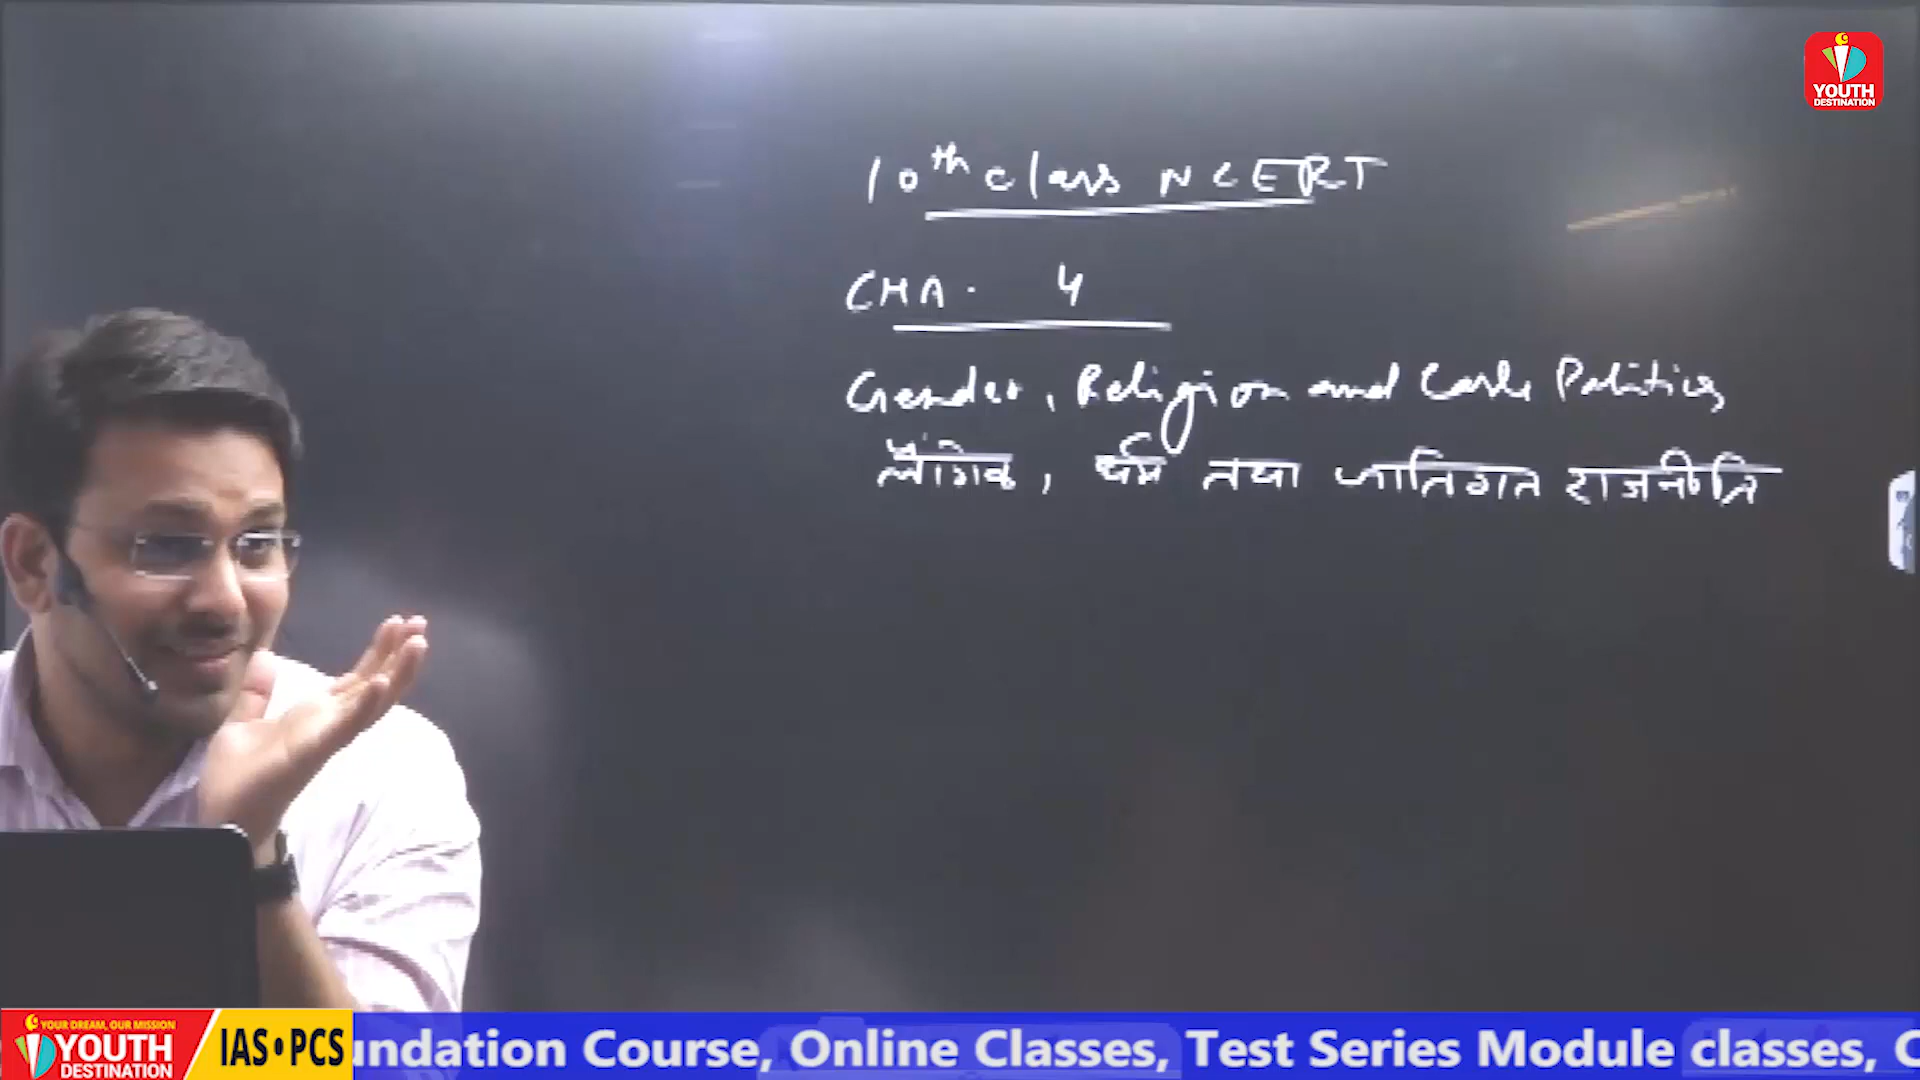 YOUTH
DESTINATION
10th class NCERT
CHA. 4
Gender, Religion and Caste Politics
लैंगिक, धर्म तथा जातिगत राजनीति
YOUR DREAM, OUR MISSION
YOUTH
DESTINATION
IAS•PCS
undation Course, Online Classes, Test Series Module classes, C